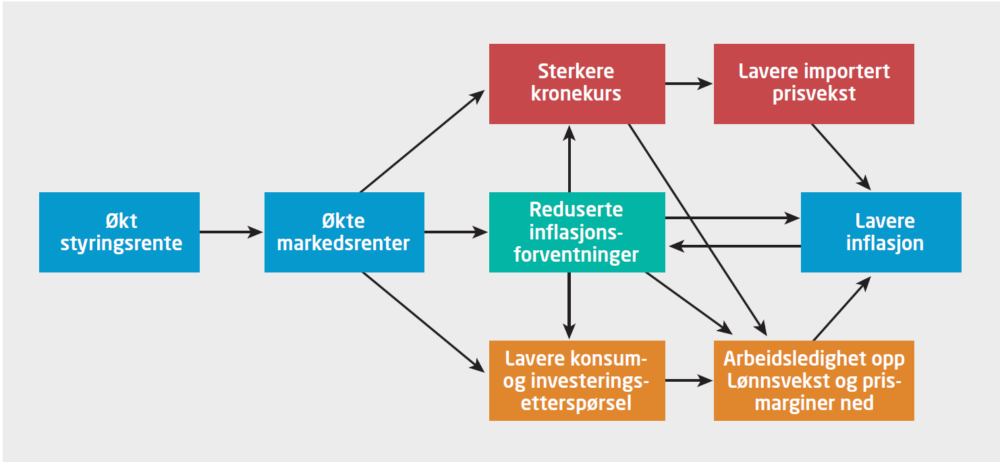 Sterkere
kronekurs
Lavere importert
prisvekst
Økt
styringsrente
Økte
markedsrenter
Reduserte
inflasjons-
forventninger
Lavere
inflasjon
Lavere konsum-
og investerings-
etterspørsel
Arbeidsledighet opp
Lønnsvekst og pris-
marginer ned